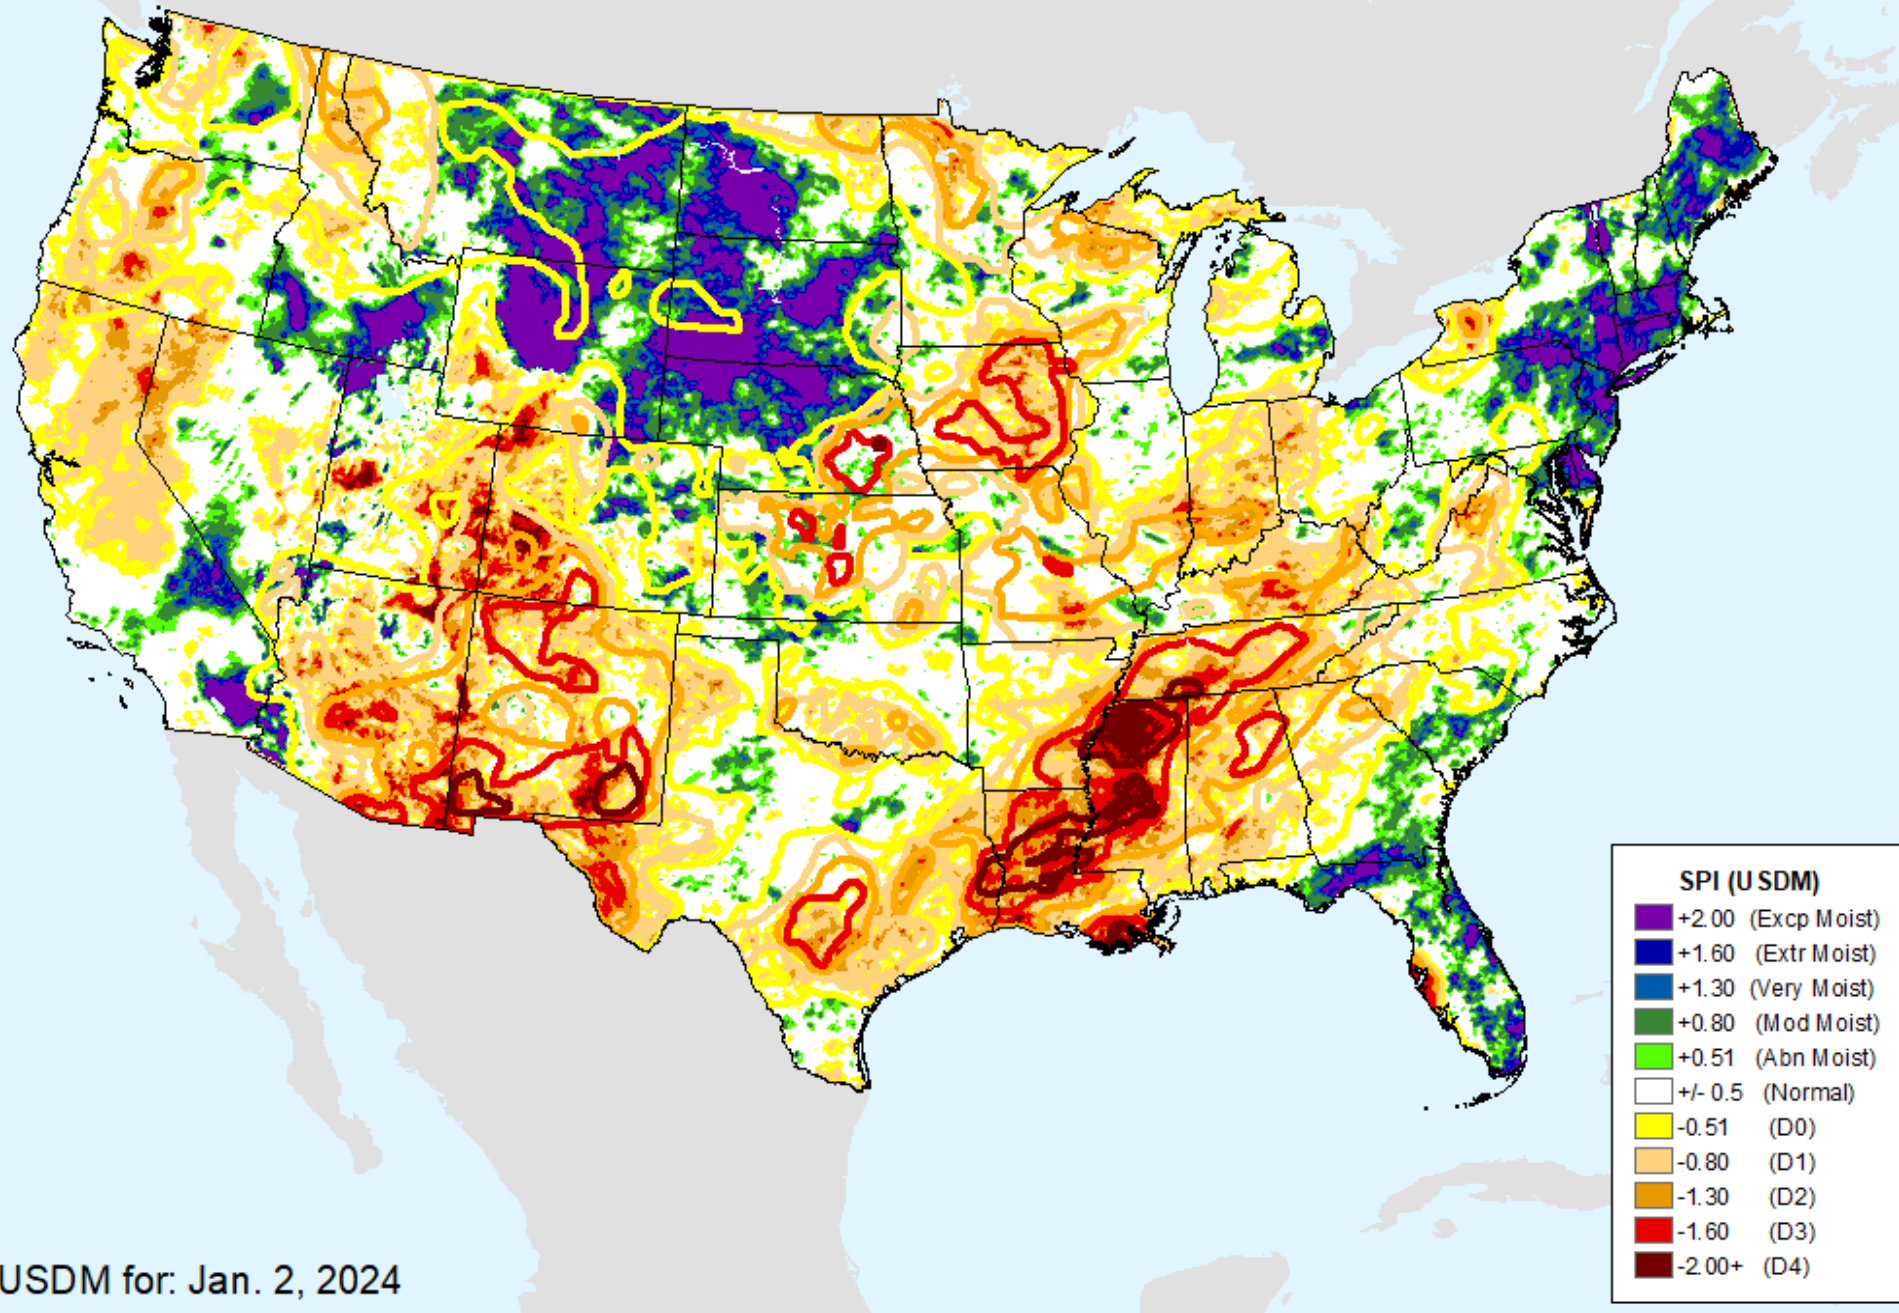 SPI (USDM)
+2.00 (Excp Moist)
+1.60 (Extr Moist)
+1.30 (Very Moist)
+0.80 (Mod Moist)
+0.51 (Abn Moist)
+/- 0.5 (Normal)
-0.51 (D0)
-0.80 (D1)
-1.30 (D2)
-1.60 (D3)
-2.00+ (D4)
USDM for: Jan. 2, 2024